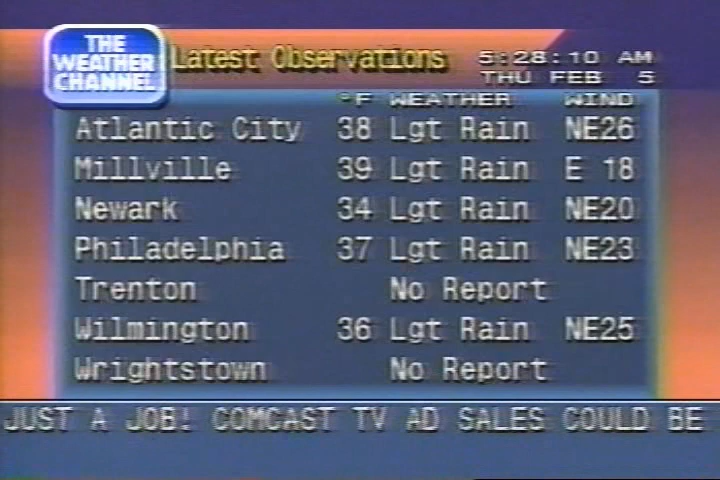 THE
WEATHER
CHANNEL
Latest Observations 5:28:10 AM
THU FEB 5
°F WEATHER WIND
Atlantic City 38 Lgt Rain NE26
Millville 39 Lgt Rain E 18
Newark 34 Lgt Rain NE20
Philadelphia 37 Lgt Rain NE23
Trenton No Report
Wilmington 36 Lgt Rain NE25
Wrightstown No Report
JUST A JOB! COMCAST TV AD SALES COULD BE